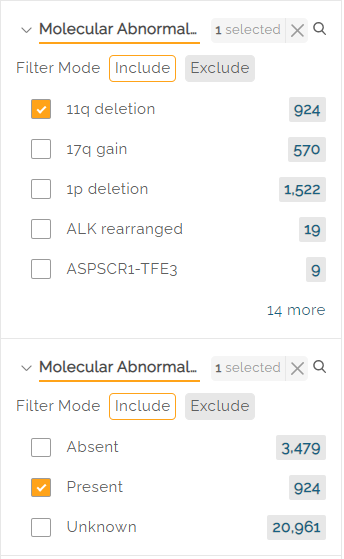 Molecular Abnormal... 1 selected
Filter Mode Include Exclude
11q deletion 924
17q gain 570
1p deletion 1,522
ALK rearranged 19
ASPSCR1-TFE3 9
14 more
Molecular Abnormal... 1 selected
Filter Mode Include Exclude
Absent 3,479
Present 924
Unknown 20,961